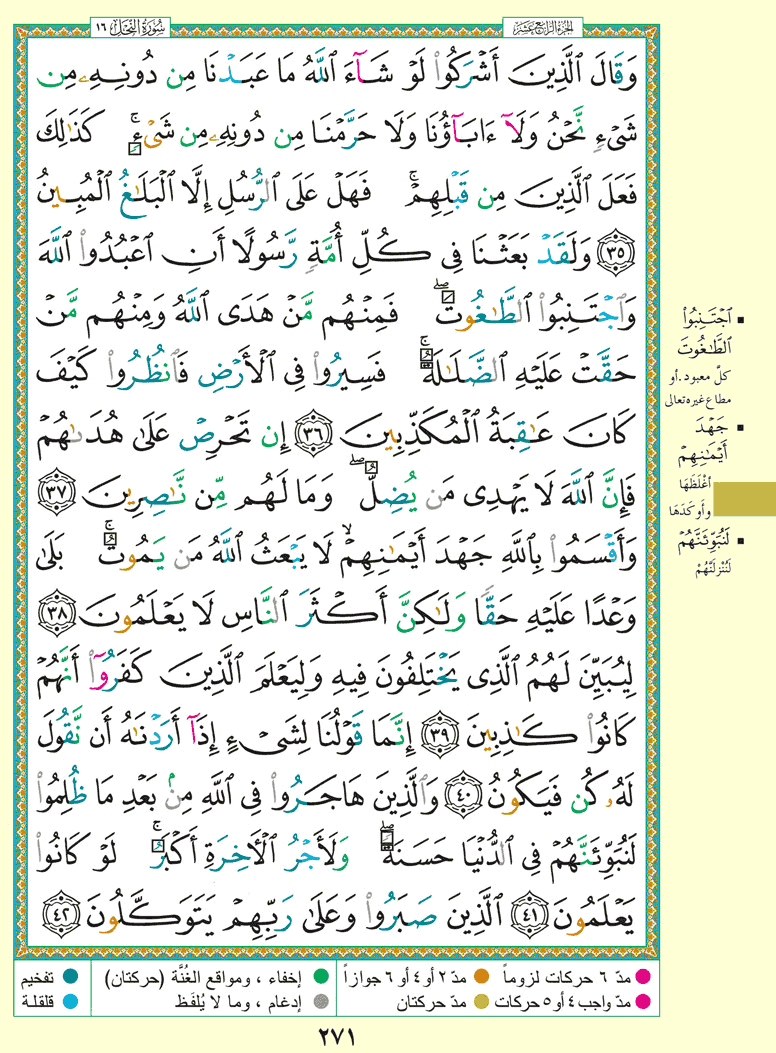 الجزء الرابع عشر
سورة النحل ١٦
وَقَالَ ٱلَّذِينَ أَشْرَكُوا۟ لَوْ شَآءَ ٱللَّهُ مَا عَبَدْنَا مِن دُونِهِۦ مِن
شَىْءٍ نَّحْنُ وَلَآ ءَابَآؤُنَا وَلَا حَرَّمْنَا مِن دُونِهِۦ مِن شَىْءٍ ۚ كَذَٰلِكَ
فَعَلَ ٱلَّذِينَ مِن قَبْلِهِمْ ۚ فَهَلْ عَلَى ٱلرُّسُلِ إِلَّا ٱلْبَلَٰغُ ٱلْمُبِينُ
٣٥ وَلَقَدْ بَعَثْنَا فِى كُلِّ أُمَّةٍ رَّسُولًا أَنِ ٱعْبُدُوا۟ ٱللَّهَ
وَٱجْتَنِبُوا۟ ٱلطَّٰغُوتَ ۖ فَمِنْهُم مَّنْ هَدَى ٱللَّهُ وَمِنْهُم مَّنْ
حَقَّتْ عَلَيْهِ ٱلضَّلَٰلَةُ ۚ فَسِيرُوا۟ فِى ٱلْأَرْضِ فَٱنظُرُوا۟ كَيْفَ
كَانَ عَٰقِبَةُ ٱلْمُكَذِّبِينَ ٣٦ إِن تَحْرِصْ عَلَىٰ هُدَىٰهُمْ
فَإِنَّ ٱللَّهَ لَا يَهْدِى مَن يُضِلُّ ۖ وَمَا لَهُم مِّن نَّٰصِرِينَ ٣٧
وَأَقْسَمُوا۟ بِٱللَّهِ جَهْدَ أَيْمَٰنِهِمْ ۙ لَا يَبْعَثُ ٱللَّهُ مَن يَمُوتُ ۚ بَلَىٰ
وَعْدًا عَلَيْهِ حَقًّا وَلَٰكِنَّ أَكْثَرَ ٱلنَّاسِ لَا يَعْلَمُونَ ٣٨
لِيُبَيِّنَ لَهُمُ ٱلَّذِى يَخْتَلِفُونَ فِيهِ وَلِيَعْلَمَ ٱلَّذِينَ كَفَرُوٓا۟ أَنَّهُمْ
كَانُوا۟ كَٰذِبِينَ ٣٩ إِنَّمَا قَوْلُنَا لِشَىْءٍ إِذَآ أَرَدْنَٰهُ أَن نَّقُولَ
لَهُۥ كُن فَيَكُونُ ٤٠ وَٱلَّذِينَ هَاجَرُوا۟ فِى ٱللَّهِ مِنۢ بَعْدِ مَا ظُلِمُوا۟
لَنُبَوِّئَنَّهُمْ فِى ٱلدُّنْيَا حَسَنَةً ۖ وَلَأَجْرُ ٱلْءَاخِرَةِ أَكْبَرُ ۚ لَوْ كَانُوا۟
يَعْلَمُونَ ٤١ ٱلَّذِينَ صَبَرُوا۟ وَعَلَىٰ رَبِّهِمْ يَتَوَكَّلُونَ ٤٢
▪ ٱجْتَنِبُوا۟
ٱلطَّٰغُوتَ
كلّ معبود.أو
مطاع غيره تعالى
▪ جَهْدَ
أَيْمَٰنِهِمْ
أغْلَظَهَا
وأَوكَدَهَا
▪ لَنُبَوِّئَنَّهُمْ
لَنُنْزِلَنَّهُمْ
مدّ ٦ حركات لزوماً
مدّ ٢ أو ٤ أو ٦ جوازاً
إخفاء ، ومواقع الغُنَّة (حركتان)
تفخيم
مدّ واجب ٤ أو ٥ حركات
مدّ حركتان
إدغام ، وما لا يُلفَظ
قلقلة
٢٧١